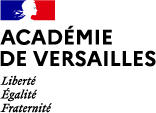 ACADÉMIE
DE VERSAILLES
Liberté
Égalité
Fraternité